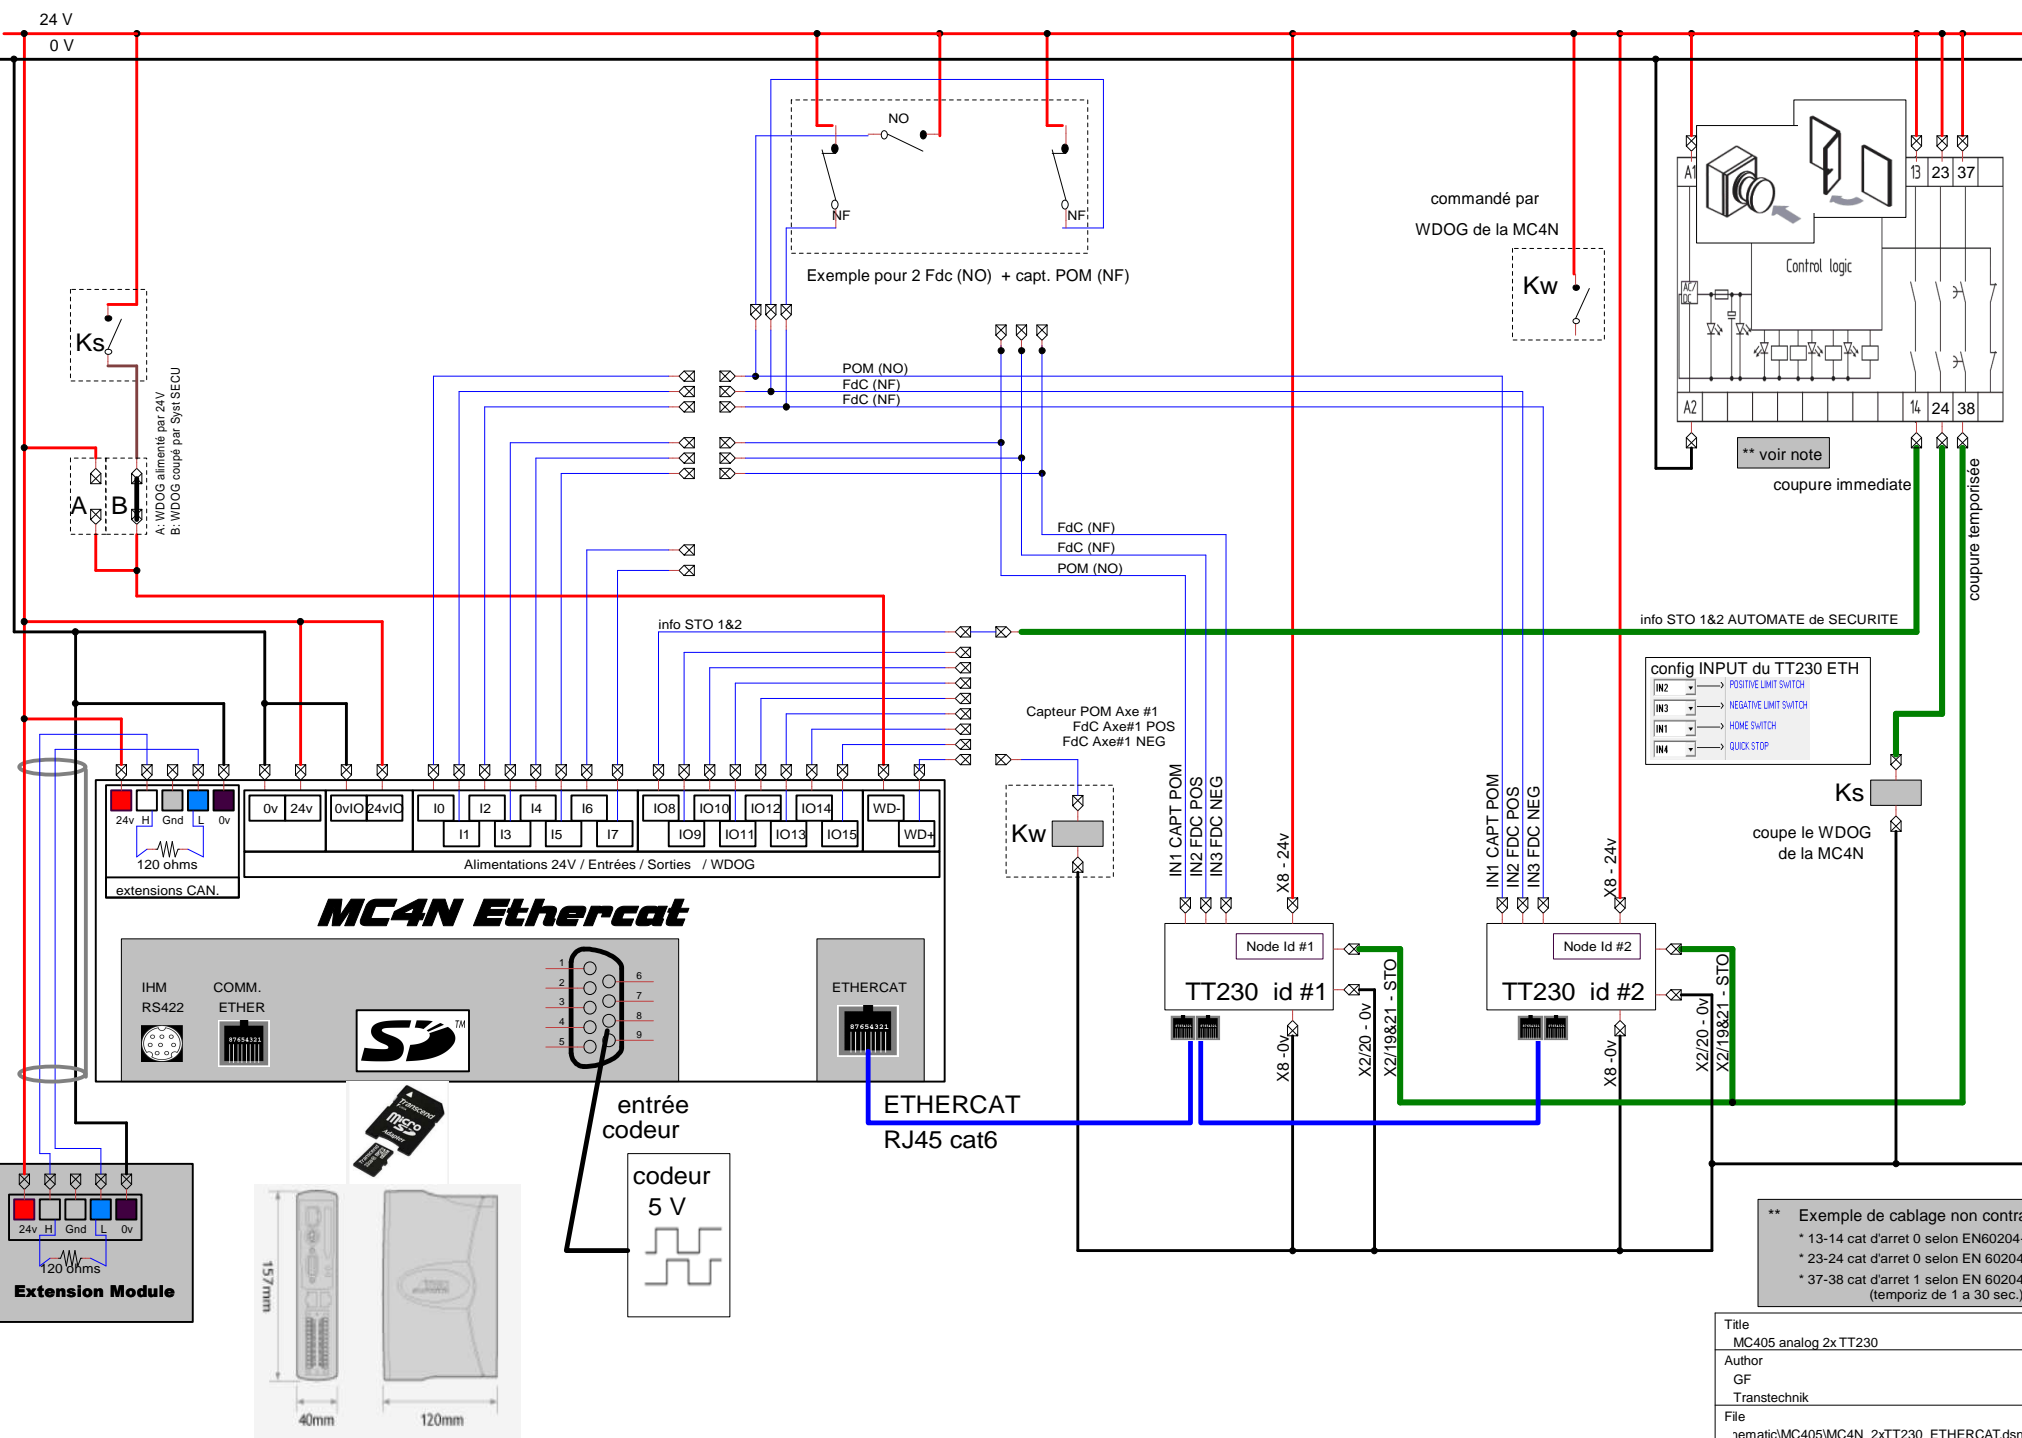 24 V
0 V
NO
NF
NF
Exemple pour 2 Fdc (NO) + capt. POM (NF)
commandé par
WDOG de la MC4N
Kw
A1
13 23 37
Control logic
AC/
DC
A2
14 24 38
** voir note
coupure immediate
coupure temporisée
Ks
A: WDOG alimenté par 24V
B: WDOG coupé par Syst SECU
A
B
POM (NO)
FdC (NF)
FdC (NF)
FdC (NF)
FdC (NF)
POM (NO)
info STO 1&2
info STO 1&2 AUTOMATE de SECURITE
config INPUT du TT230 ETH
IN2 POSITIVE LIMIT SWITCH
IN3 NEGATIVE LIMIT SWITCH
IN1 HOME SWITCH
IN4 QUICK STOP
Capteur POM Axe #1
FdC Axe#1 POS
FdC Axe#1 NEG
Ks
coupe le WDOG
de la MC4N
Kw
24v H Gnd L 0v
120 ohms
extensions CAN.
0v 24v 0vIO 24vIO
I0 I2 I4 I6
I1 I3 I5 I7
IO8 IO10 IO12 IO14
IO9 IO11 IO13 IO15
WD-
WD+
Alimentations 24V / Entrées / Sorties / WDOG
MC4N Ethercat
IHM
RS422
COMM.
ETHER
87654321
SD TM
1
2
3
4
5
6
7
8
9
ETHERCAT
87654321
IN1 CAPT POM
IN2 FDC POS
IN3 FDC NEG
X8 - 24v
IN1 CAPT POM
IN2 FDC POS
IN3 FDC NEG
X8 - 24v
Node Id #1
TT230 id #1
Node Id #2
TT230 id #2
X8 -0v
X2/20 - 0v
X2/19&21 - STO
X8 -0v
X2/20 - 0v
X2/19&21 - STO
ETHERCAT
RJ45 cat6
entrée
codeur
codeur
5 V
Transcend
micro
SD
Adapter
24v H Gnd L 0v
120 ohms
Extension Module
157mm
40mm
120mm
** Exemple de cablage non contra
* 13-14 cat d'arret 0 selon EN60204-
* 23-24 cat d'arret 0 selon EN 60204
* 37-38 cat d'arret 1 selon EN 60204
(temporiz de 1 a 30 sec.)
Title
MC405 analog 2x TT230
Author
GF
Transtechnik
File
ematic\MC405\MC4N_2xTT230_ETHERCAT.dsn